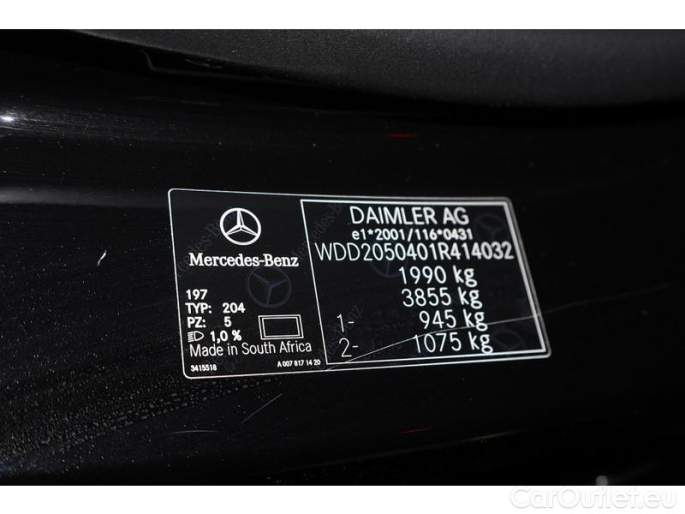 Mercedes-Benz
197
TYP: 204
PZ: 5
1,0 %
Made in South Africa
3415518
A 007 817 14 20
DAIMLER AG
e1*2001/116*0431
WDD2050401R414032
1990 kg
3855 kg
1- 945 kg
2- 1075 kg
CarOutlet.eu